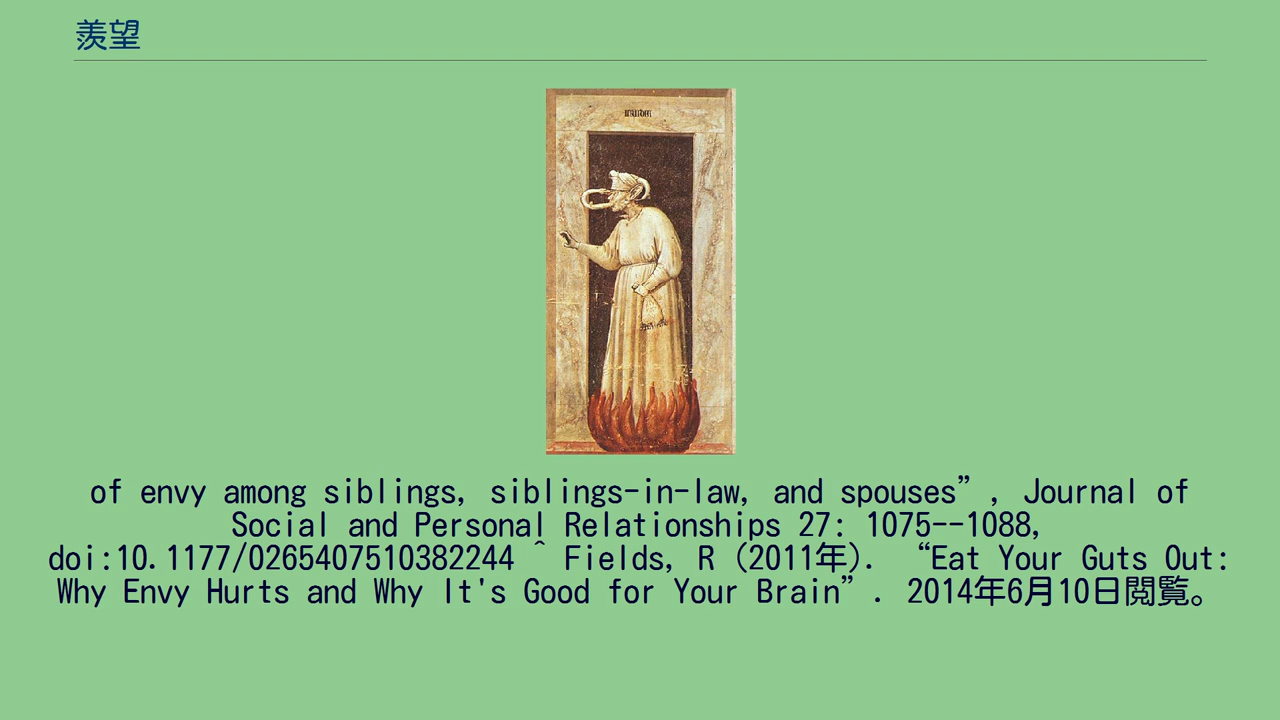 羨望
of envy among siblings, siblings-in-law, and spouses”, Journal of
Social and Personal Relationships 27: 1075--1088,
doi:10.1177/0265407510382244 ^ Fields, R (2011年). “Eat Your Guts Out:
Why Envy Hurts and Why It's Good for Your Brain”. 2014年6月10日閲覧。